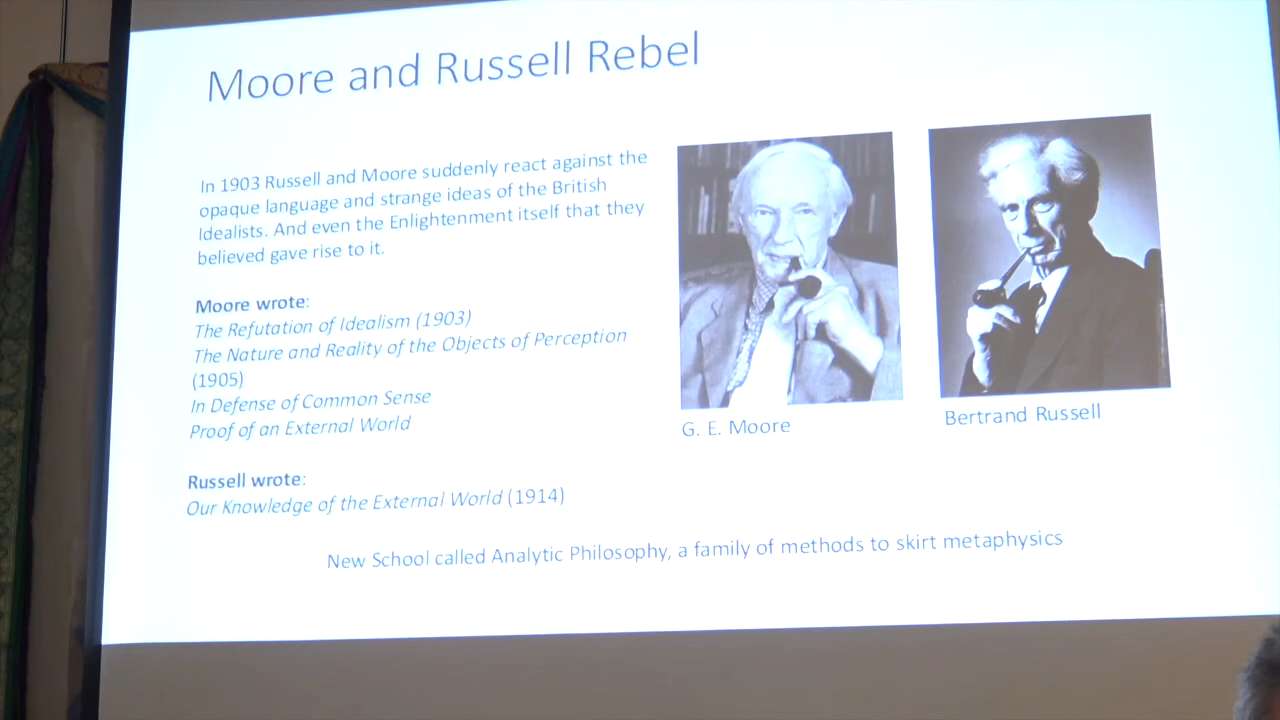 Moore and Russell Rebel
In 1903 Russell and Moore suddenly react against the
opaque language and strange ideas of the British
Idealists. And even the Enlightenment itself that they
believed gave rise to it.
Moore wrote:
The Refutation of Idealism (1903)
The Nature and Reality of the Objects of Perception
(1905)
In Defense of Common Sense
Proof of an External World
Russell wrote:
Our Knowledge of the External World (1914)
G. E. Moore
Bertrand Russell
New School called Analytic Philosophy, a family of methods to skirt metaphysics